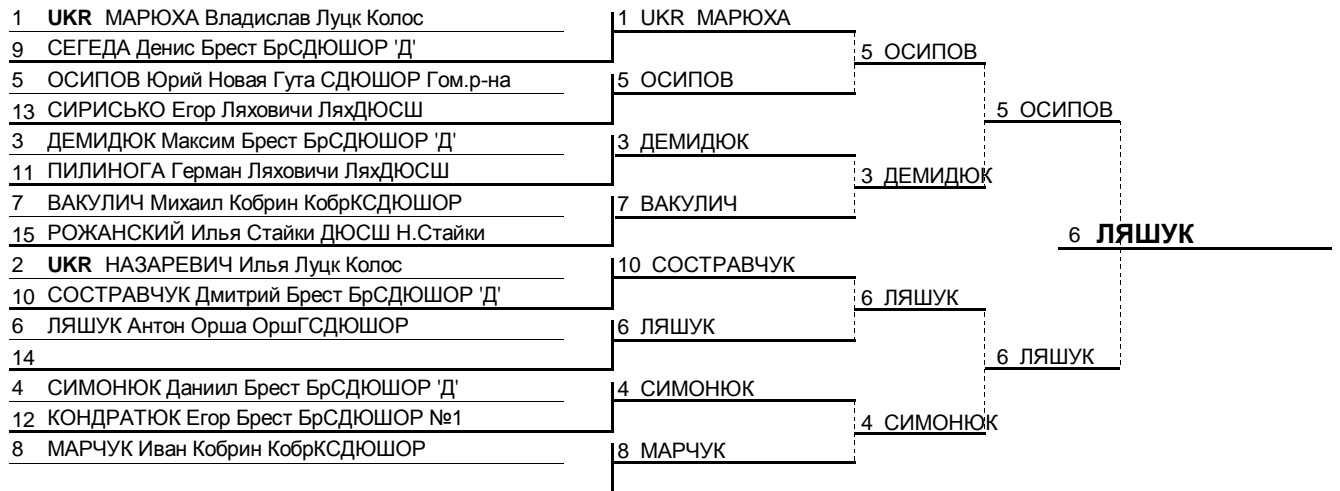 1 UKR МАРЮХА Владислав Луцк Колос
9 СЕГЕДА Денис Брест БрСДЮШОР 'Д'
5 ОСИПОВ Юрий Новая Гута СДЮШОР Гом.р-на
13 СИРИСЬКО Егор Ляховичи ЛяхДЮСШ
3 ДЕМИДЮК Максим Брест БрСДЮШОР 'Д'
11 ПИЛИНОГА Герман Ляховичи ЛяхДЮСШ
7 ВАКУЛИЧ Михаил Кобрин КобрКСДЮШОР
15 РОЖАНСКИЙ Илья Стайки ДЮСШ Н.Стайки
2 UKR НАЗАРЕВИЧ Илья Луцк Колос
10 СОСТРАВЧУК Дмитрий Брест БрСДЮШОР 'Д'
6 ЛЯШУК Антон Орша ОршГСДЮШОР
14
4 СИМОНЮК Даниил Брест БрСДЮШОР 'Д'
12 КОНДРАТЮК Егор Брест БрСДЮШОР №1
8 МАРЧУК Иван Кобрин КобрКСДЮШОР
1 UKR МАРЮХА
5 ОСИПОВ
3 ДЕМИДЮК
7 ВАКУЛИЧ
10 СОСТРАВЧУК
6 ЛЯШУК
4 СИМОНЮК
8 МАРЧУК
5 ОСИПОВ
3 ДЕМИДЮК
6 ЛЯШУК
4 СИМОНЮК
5 ОСИПОВ
6 ЛЯШУК
6 ЛЯШУК